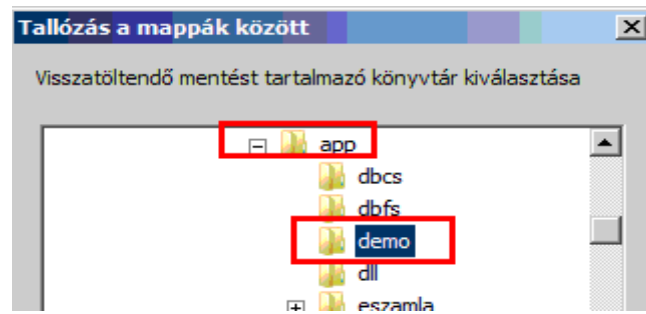 Tallózás a mappák között
Visszatöltendő mentést tartalmazó könyvtár kiválasztása
app
dbcs
dbfs
demo
dll
eszamla